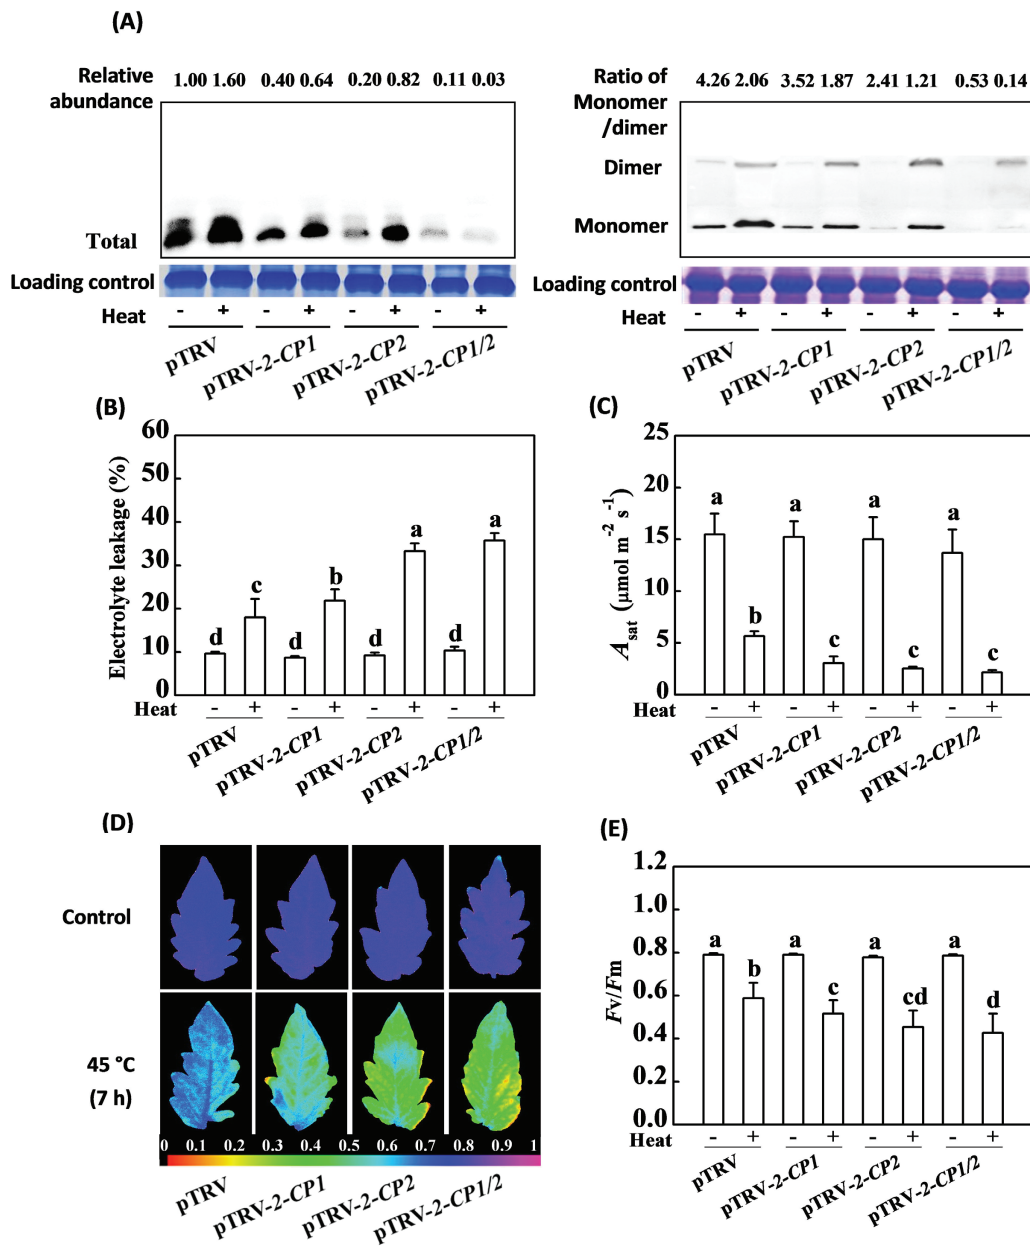 (A)
Relative abundance
1.00 1.60 0.40 0.64 0.20 0.82 0.11 0.03
Total
Loading control
Heat
- + - + - + - +
pTRV pTRV-2-CP1 pTRV-2-CP2 pTRV-2-CP1/2
Ratio of Monomer /dimer
4.26 2.06 3.52 1.87 2.41 1.21 0.53 0.14
Dimer
Monomer
Loading control
Heat
- + - + - + - +
pTRV pTRV-2-CP1 pTRV-2-CP2 pTRV-2-CP1/2
(B)
Electrolyte leakage (%)
60
50
40
30
20
10
0
d c d b d a d a
Heat - + - + - + - +
pTRV pTRV-2-CP1 pTRV-2-CP2 pTRV-2-CP1/2
(C)
Asat (µmol m-2 s-1)
25
20
15
10
5
0
a b a c a c a c
Heat - + - + - + - +
pTRV pTRV-2-CP1 pTRV-2-CP2 pTRV-2-CP1/2
(D)
Control
45 °C
(7 h)
0 0.1 0.2 0.3 0.4 0.5 0.6 0.7 0.8 0.9 1
pTRV pTRV-2-CP1 pTRV-2-CP2 pTRV-2-CP1/2
(E)
Fv/Fm
1.2
1.0
0.8
0.6
0.4
0.2
0.0
a b a c a cd a d
Heat - + - + - + - +
pTRV pTRV-2-CP1 pTRV-2-CP2 pTRV-2-CP1/2